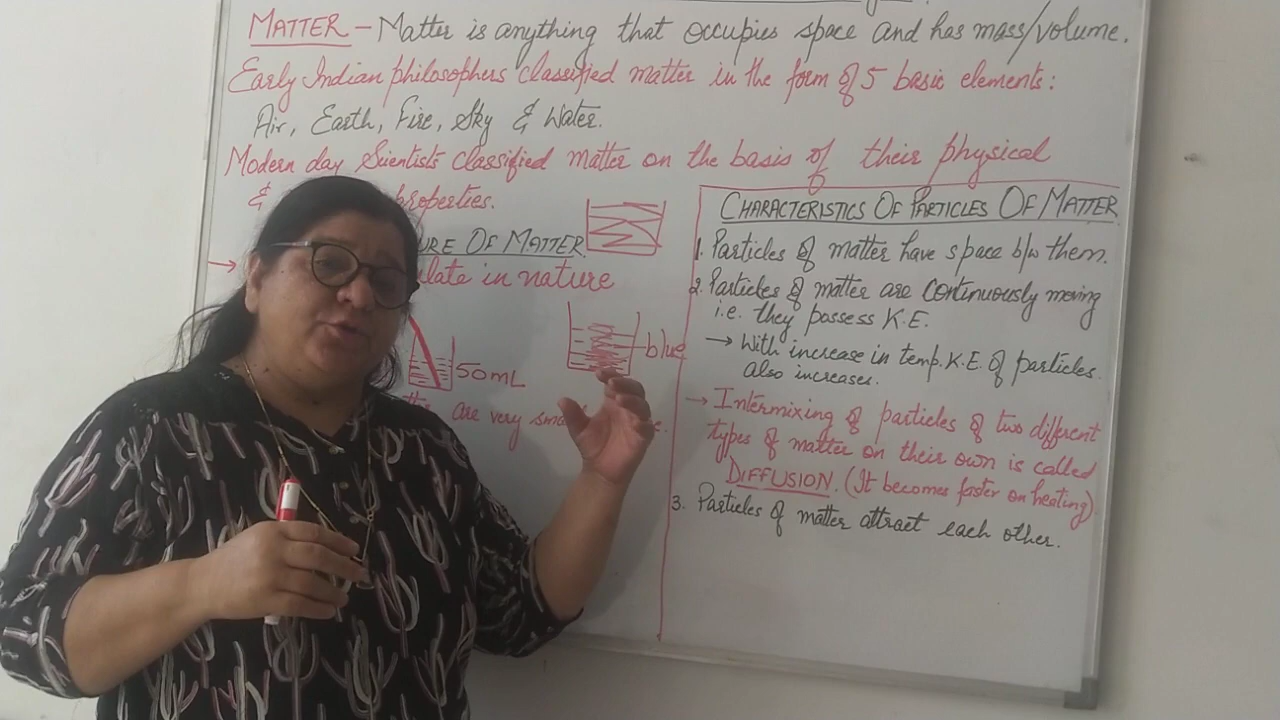 MATTER – Matter is anything that occupies space and has mass/volume.
Early Indian philosophers classified matter in the form of 5 basic elements:
Air, Earth, Fire, Sky & Water.
Modern day Scientists classified matter on the basis of their physical
& properties.
OF MATTER
→ in nature
50mL
blue
are very
CHARACTERISTICS OF PARTICLES OF MATTER
1. Particles of matter have space b/w them.
2. Particles of matter are continuously moving
i.e. they possess K.E.
→ With increase in temp. K.E. of particles
also increases.
→ Intermixing of particles of two different
types of matter on their own is called
DIFFUSION. (It becomes faster on heating)
3. Particles of matter attract each other.